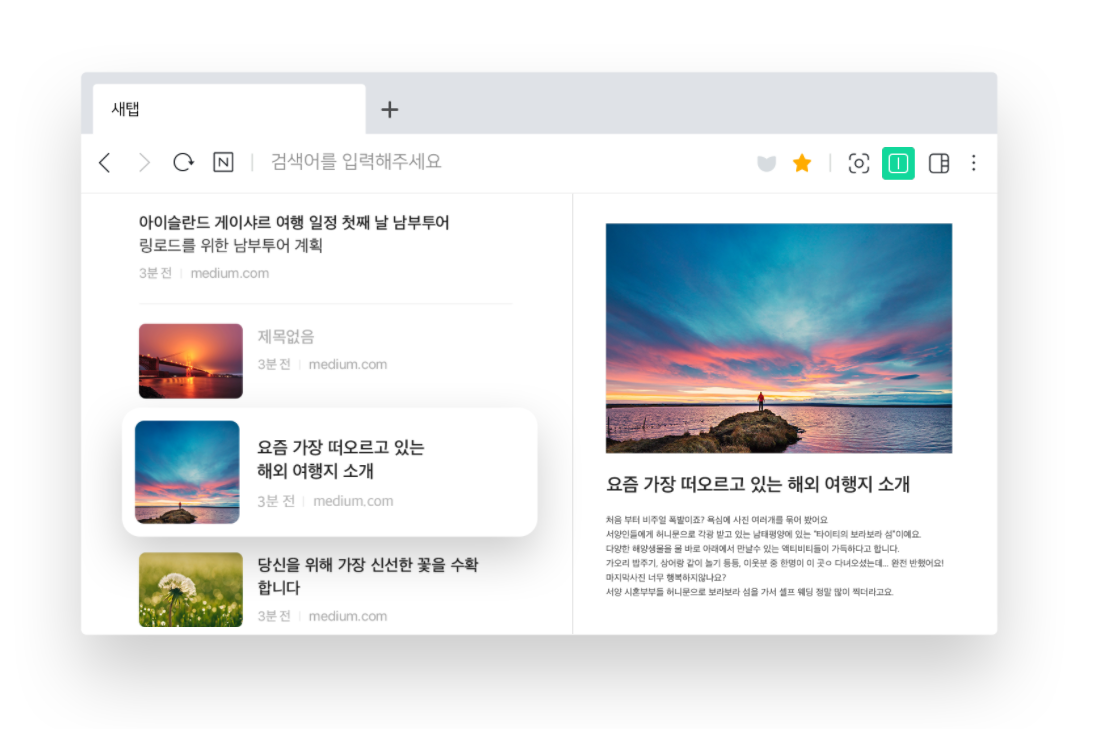 새탭
N
검색어를 입력해주세요
아이슬란드 게이샤르 여행 일정 첫째 날 남부투어
링로드를 위한 남부투어 계획
3분 전 | medium.com
제목없음
3분 전 | medium.com
요즘 가장 떠오르고 있는
해외 여행지 소개
3분 전 | medium.com
당신을 위해 가장 신선한 꽃을 수확
합니다
3분 전 | medium.com
요즘 가장 떠오르고 있는 해외 여행지 소개
처음 부터 비주얼 폭발이죠? 욕심에 사진 여러개를 묶어 봤어요
서양인들에게 허니문으로 각광 받고 있는 남태평양에 있는 "타이티의 보라보라 섬"이예요.
다양한 해양생물을 물 바로 아래에서 만날수 있는 액티비티들이 가득하다고 합니다.
가오리 밥주기, 상어랑 같이 놀기 등등, 이웃분 중 한명이 이 곳ㅇ 다녀오셨는데... 완전 반했어요!
마지막사진 너무 행복하지않나요?
서양 시혼부부들 허니문으로 보라보라 섬을 가서 셀프 웨딩 정말 많이 찍더라고요.